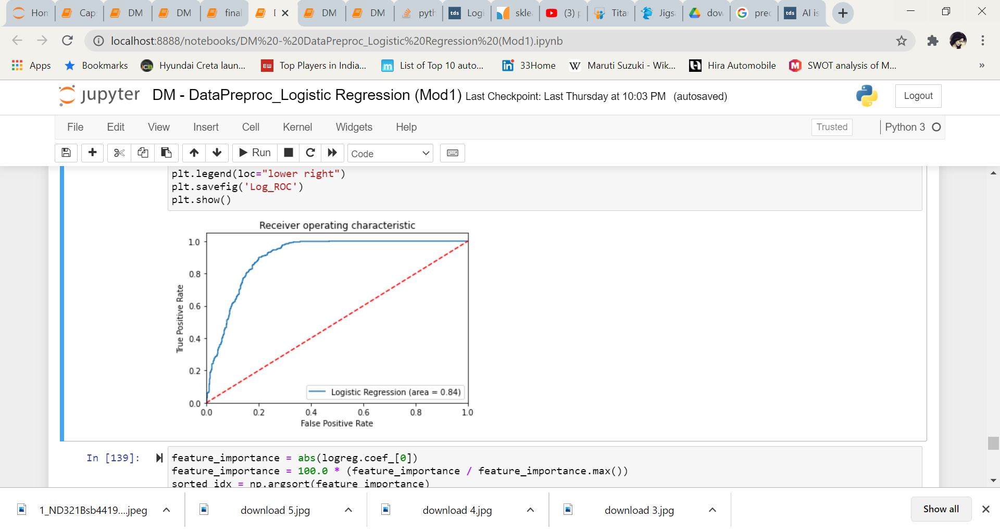 Hon Cap DM DM final [ DM DM pyth tds Logi skle (3) p Tita Jigs dow prec tds AI is
localhost:8888/notebooks/DM%20-%20DataPreproc_Logistic%20Regression%20(Mod1).ipynb
Apps Bookmarks ICB Hyundai Creta laun... EW Top Players in India... m List of Top 10 auto... in 33Home W Maruti Suzuki - Wik... H Hira Automobile M SWOT analysis of M... »
jupyter DM - DataPreproc_Logistic Regression (Mod1) Last Checkpoint: Last Thursday at 10:03 PM (autosaved) Logout
File Edit View Insert Cell Kernel Widgets Help Trusted Python 3
Run Code
plt.legend(loc="lower right")
plt.savefig('Log_ROC')
plt.show()
Receiver operating characteristic
1.0
0.8
0.6
0.4
0.2
0.0
True Positive Rate
Logistic Regression (area = 0.84)
0.0 0.2 0.4 0.6 0.8 1.0
False Positive Rate
In [139]: feature_importance = abs(logreg.coef_[0])
feature_importance = 100.0 * (feature_importance / feature_importance.max())
sorted_idx = np.argsort(feature_importance)
1_ND321Bsb4419....jpeg download 5.jpg download 4.jpg download 3.jpg Show all